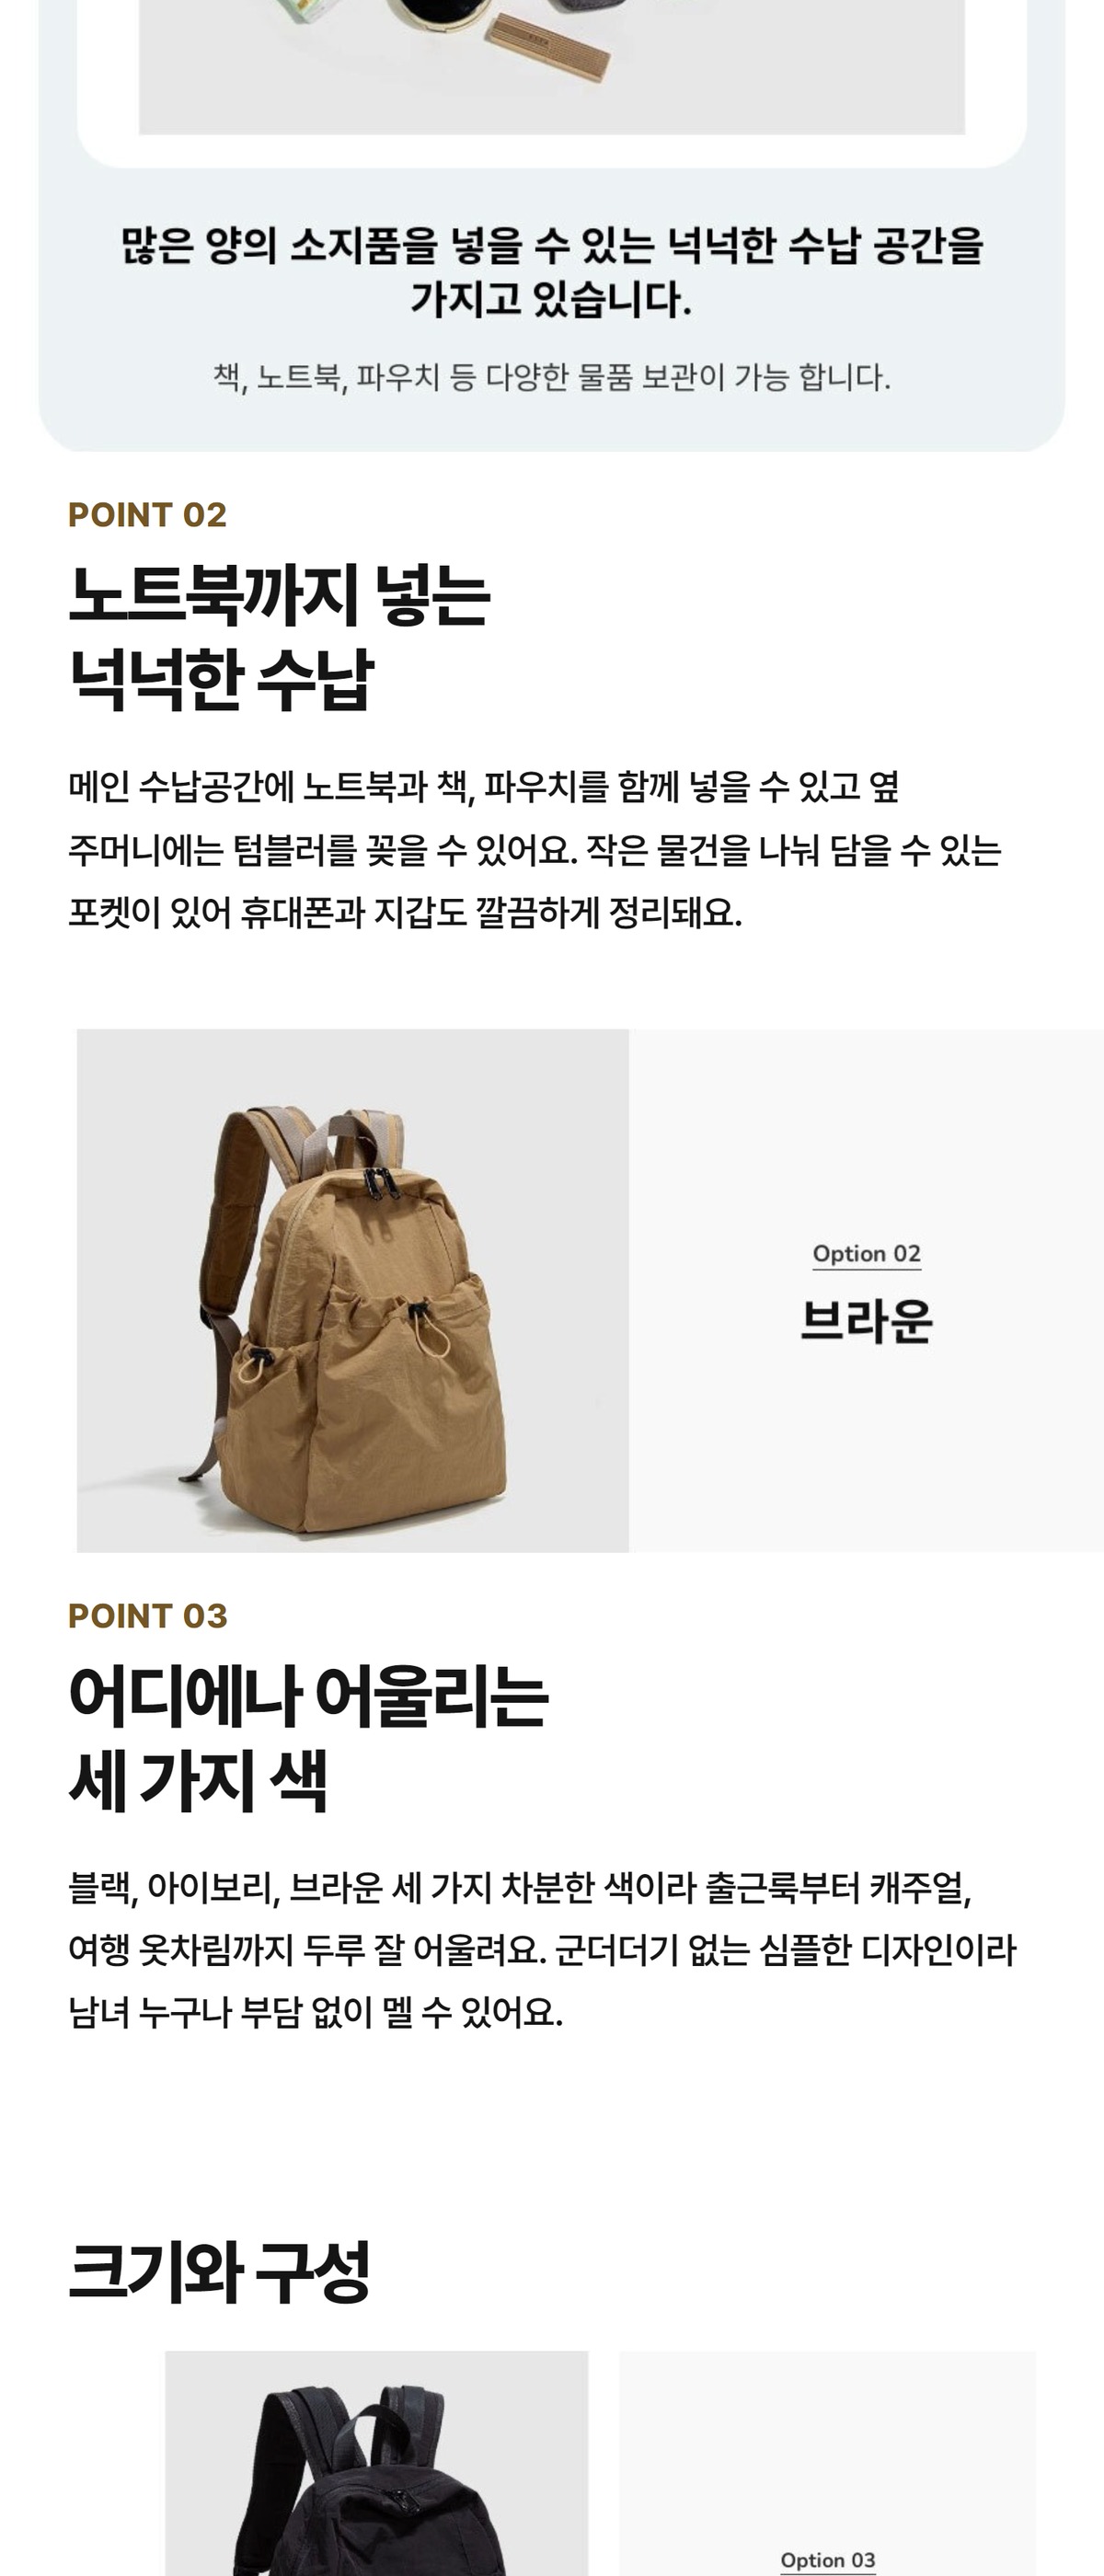 많은 양의 소지품을 넣을 수 있는 넉넉한 수납 공간을
가지고 있습니다.
책, 노트북, 파우치 등 다양한 물품 보관이 가능 합니다.
POINT 02
노트북까지 넣는
넉넉한 수납
메인 수납공간에 노트북과 책, 파우치를 함께 넣을 수 있고 옆
주머니에는 텀블러를 꽂을 수 있어요. 작은 물건을 나눠 담을 수 있는
포켓이 있어 휴대폰과 지갑도 깔끔하게 정리돼요.
Option 02
브라운
POINT 03
어디에나 어울리는
세 가지 색
블랙, 아이보리, 브라운 세 가지 차분한 색이라 출근룩부터 캐주얼,
여행 옷차림까지 두루 잘 어울려요. 군더더기 없는 심플한 디자인이라
남녀 누구나 부담 없이 멜 수 있어요.
크기와 구성
Option 03